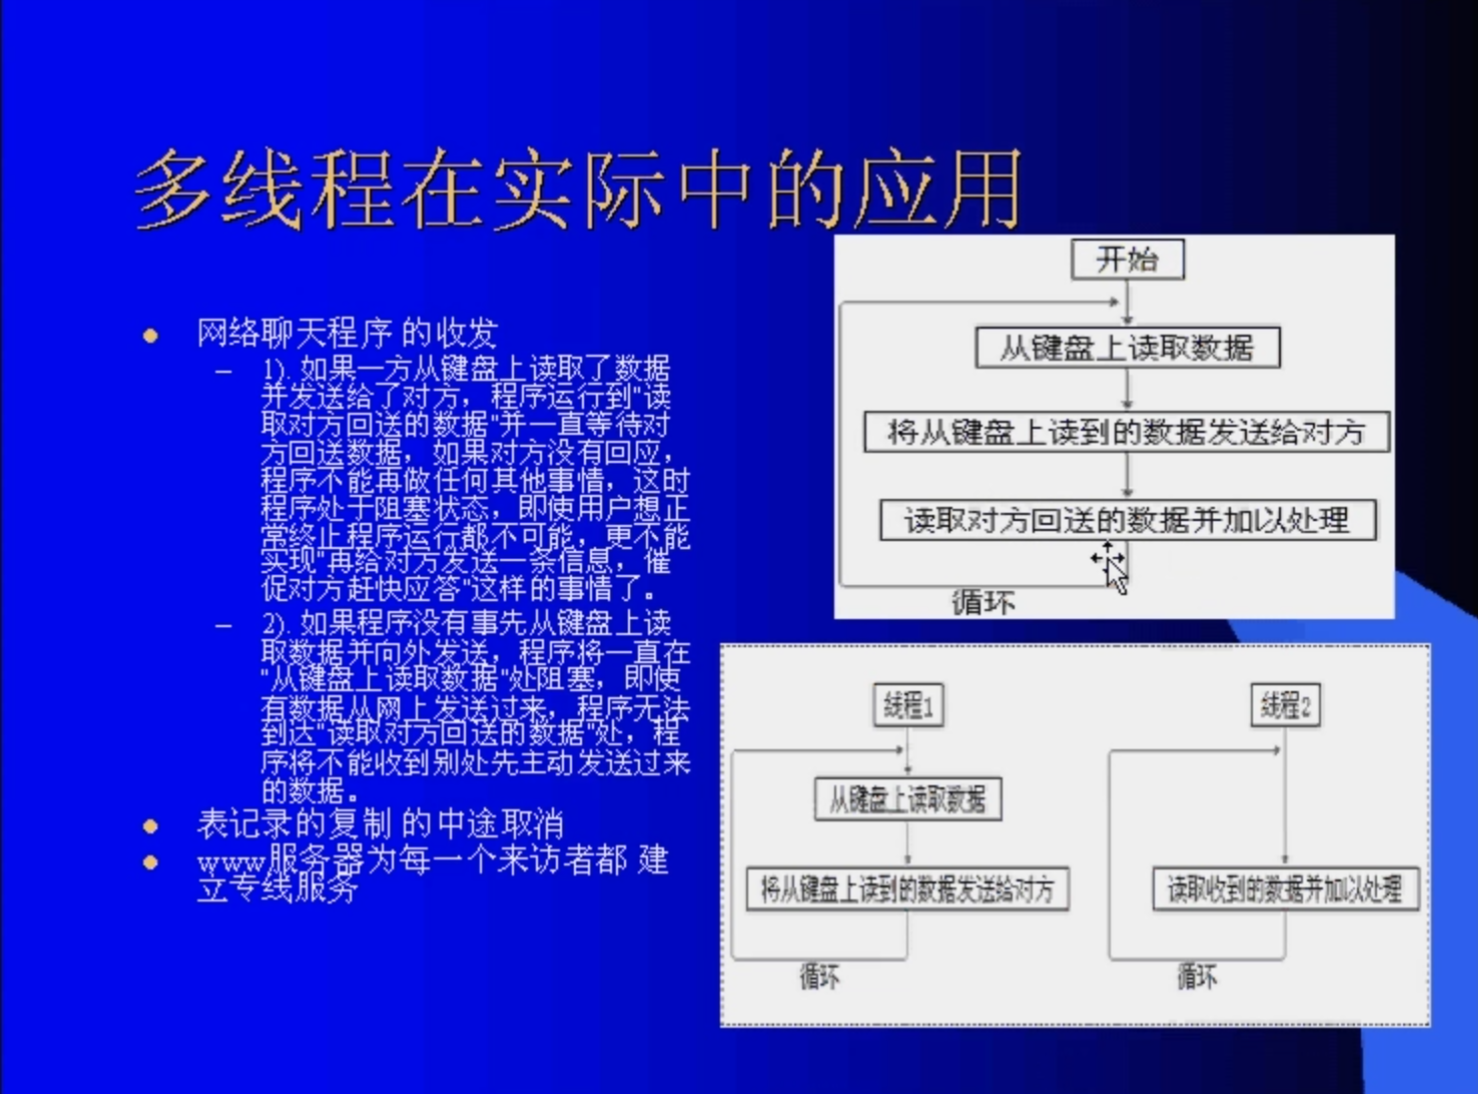 多线程在实际中的应用
网络聊天程序 的收发
1). 如果一方从键盘上读取了数据
并发送给了对方，程序运行到"读
取对方回送的数据"并一直等待对
方回送数据，如果对方没有回应，
程序不能再做任何其他事情，这时
程序处于阻塞状态，即使用户想正
常终止程序运行都不可能，更不能
实现"再给对方发送一条信息，催
促对方赶快应答"这样的事情了。
2). 如果程序没有事先从键盘上读
取数据并向外发送，程序将一直在
"从键盘上读取数据"处阻塞，即使
有数据从网上发送过来，程序无法
到达"读取对方回送的数据"处，程
序将不能收到别处先主动发送过来
的数据。
表记录的复制 的中途取消
www服务器为每一个来访者都 建
立专线服务
开始
从键盘上读取数据
将从键盘上读到的数据发送给对方
读取对方回送的数据并加以处理
循环
线程1
从键盘上读取数据
将从键盘上读到的数据发送给对方
循环
线程2
读取收到的数据并加以处理
循环